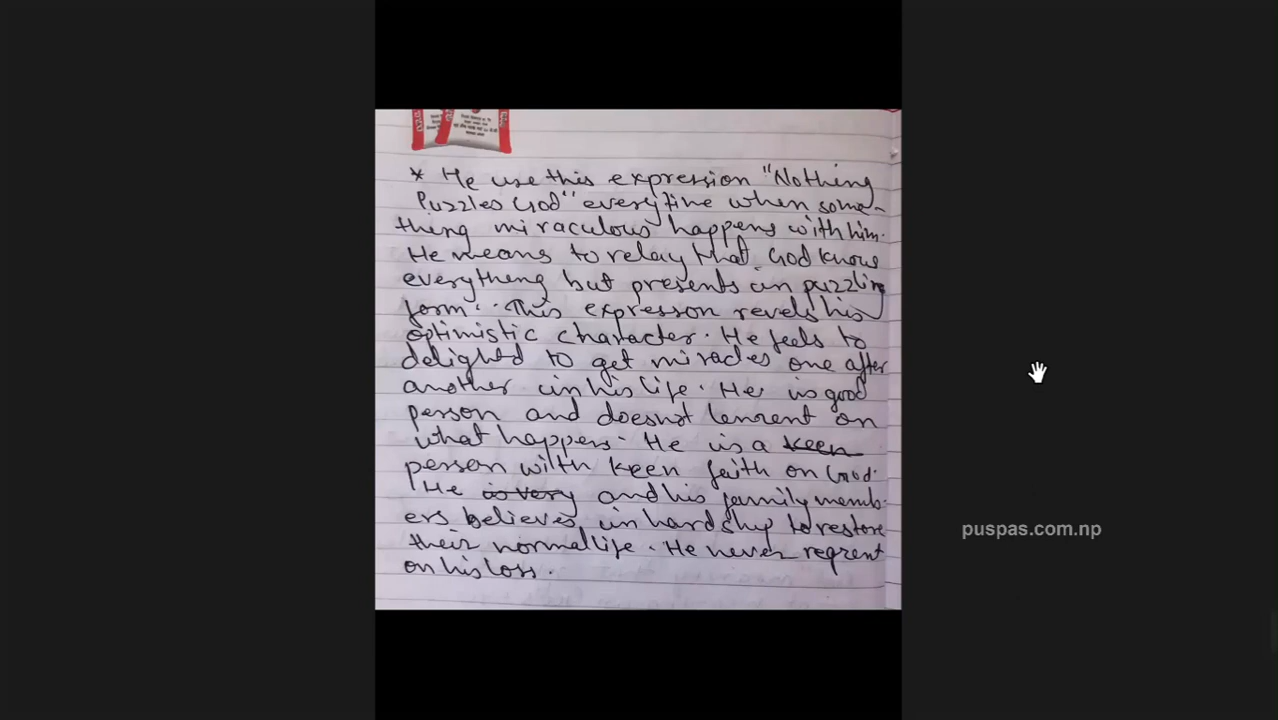 * He use this expression "Nothing
Puzzles God" everytine when some-
thing miraculous happens with him.
He means to relay that God know
everything but presents in puzzling
form. This expresson revels his
optimistic character. He feels to
delighted to get miracles one after
another in his life. He is good
person and doesnot lenrent on
what happers. He is a keen
person with keen faith on God.
He is very and his family memb-
ers believes in hardship to restore
their normal life. He never regrent
on his loss.
puspas.com.np